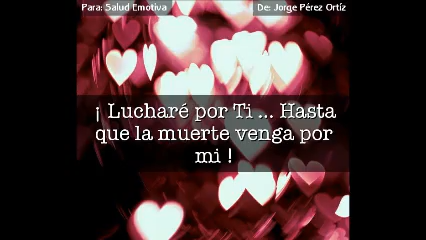 Para: Salud Emotiva
De: Jorge Pérez Ortíz
¡ Lucharé por Ti ... Hasta
que la muerte venga por
mi !